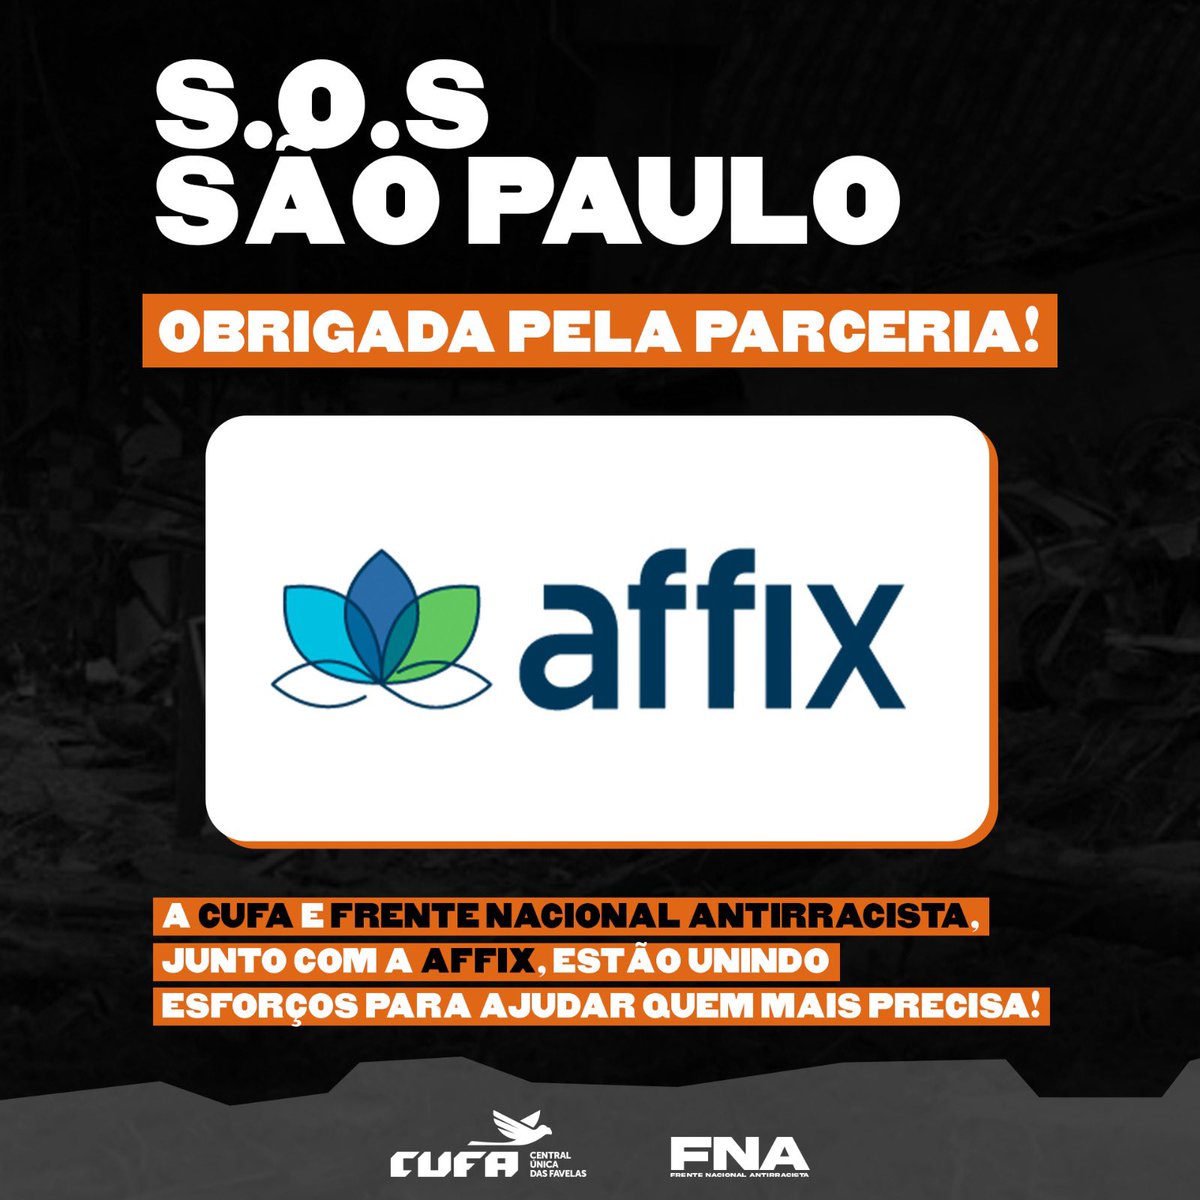 S.O.S
SÃO PAULO
OBRIGADA PELA PARCERIA!
affix
A CUFA E FRENTE NACIONAL ANTIRRACISTA,
JUNTO COM A AFFIX, ESTÃO UNINDO
ESFORÇOS PARA AJUDAR QUEM MAIS PRECISA!
CUFA
CENTRAL
ÚNICA
DAS FAVELAS
FNA
FRENTE NACIONAL ANTIRRACISTA